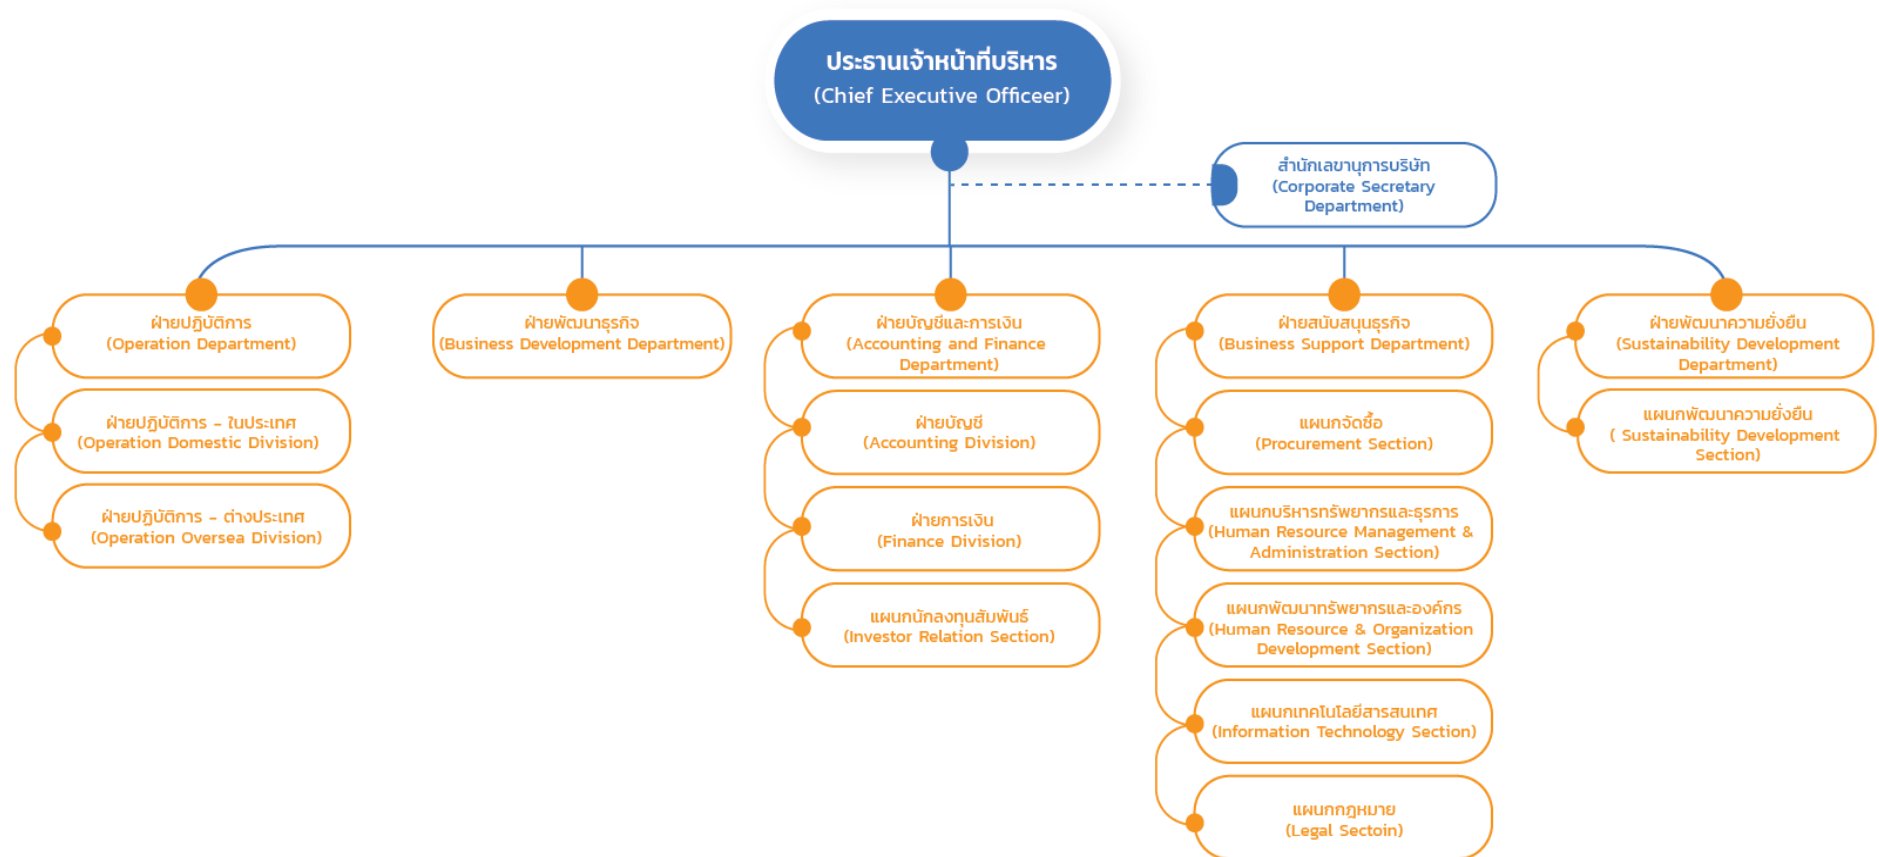 ประธานเจ้าหน้าที่บริหาร
(Chief Executive Officeer)
สำนักเลขานุการบริษัท
(Corporate Secretary
Department)
ฝ่ายปฏิบัติการ
(Operation Department)
ฝ่ายปฏิบัติการ - ในประเทศ
(Operation Domestic Division)
ฝ่ายปฏิบัติการ - ต่างประเทศ
(Operation Oversea Division)
ฝ่ายพัฒนาธุรกิจ
(Business Development Department)
ฝ่ายบัญชีและการเงิน
(Accounting and Finance
Department)
ฝ่ายบัญชี
(Accounting Division)
ฝ่ายการเงิน
(Finance Division)
แผนกนักลงทุนสัมพันธ์
(Investor Relation Section)
ฝ่ายสนับสนุนธุรกิจ
(Business Support Department)
แผนกจัดซื้อ
(Procurement Section)
แผนกบริหารทรัพยากรและธุรการ
(Human Resource Management &
Administration Section)
แผนกพัฒนาทรัพยากรและองค์กร
(Human Resource & Organization
Development Section)
แผนกเทคโนโลยีสารสนเทศ
(Information Technology Section)
แผนกกฎหมาย
(Legal Sectoin)
ฝ่ายพัฒนาความยั่งยืน
(Sustainability Development
Department)
แผนกพัฒนาความยั่งยืน
( Sustainability Development
Section)